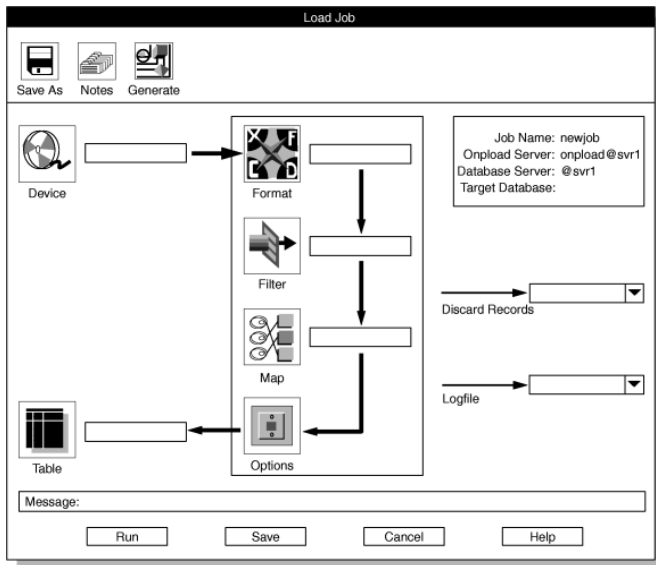 Load Job
Save As
Notes
Generate
Device
X
F
C
D
Format
Filter
Map
Options
Table
Job Name: newjob
Onpload Server: onpload@svr1
Database Server: @svr1
Target Database:
Discard Records
Logfile
Message:
Run
Save
Cancel
Help